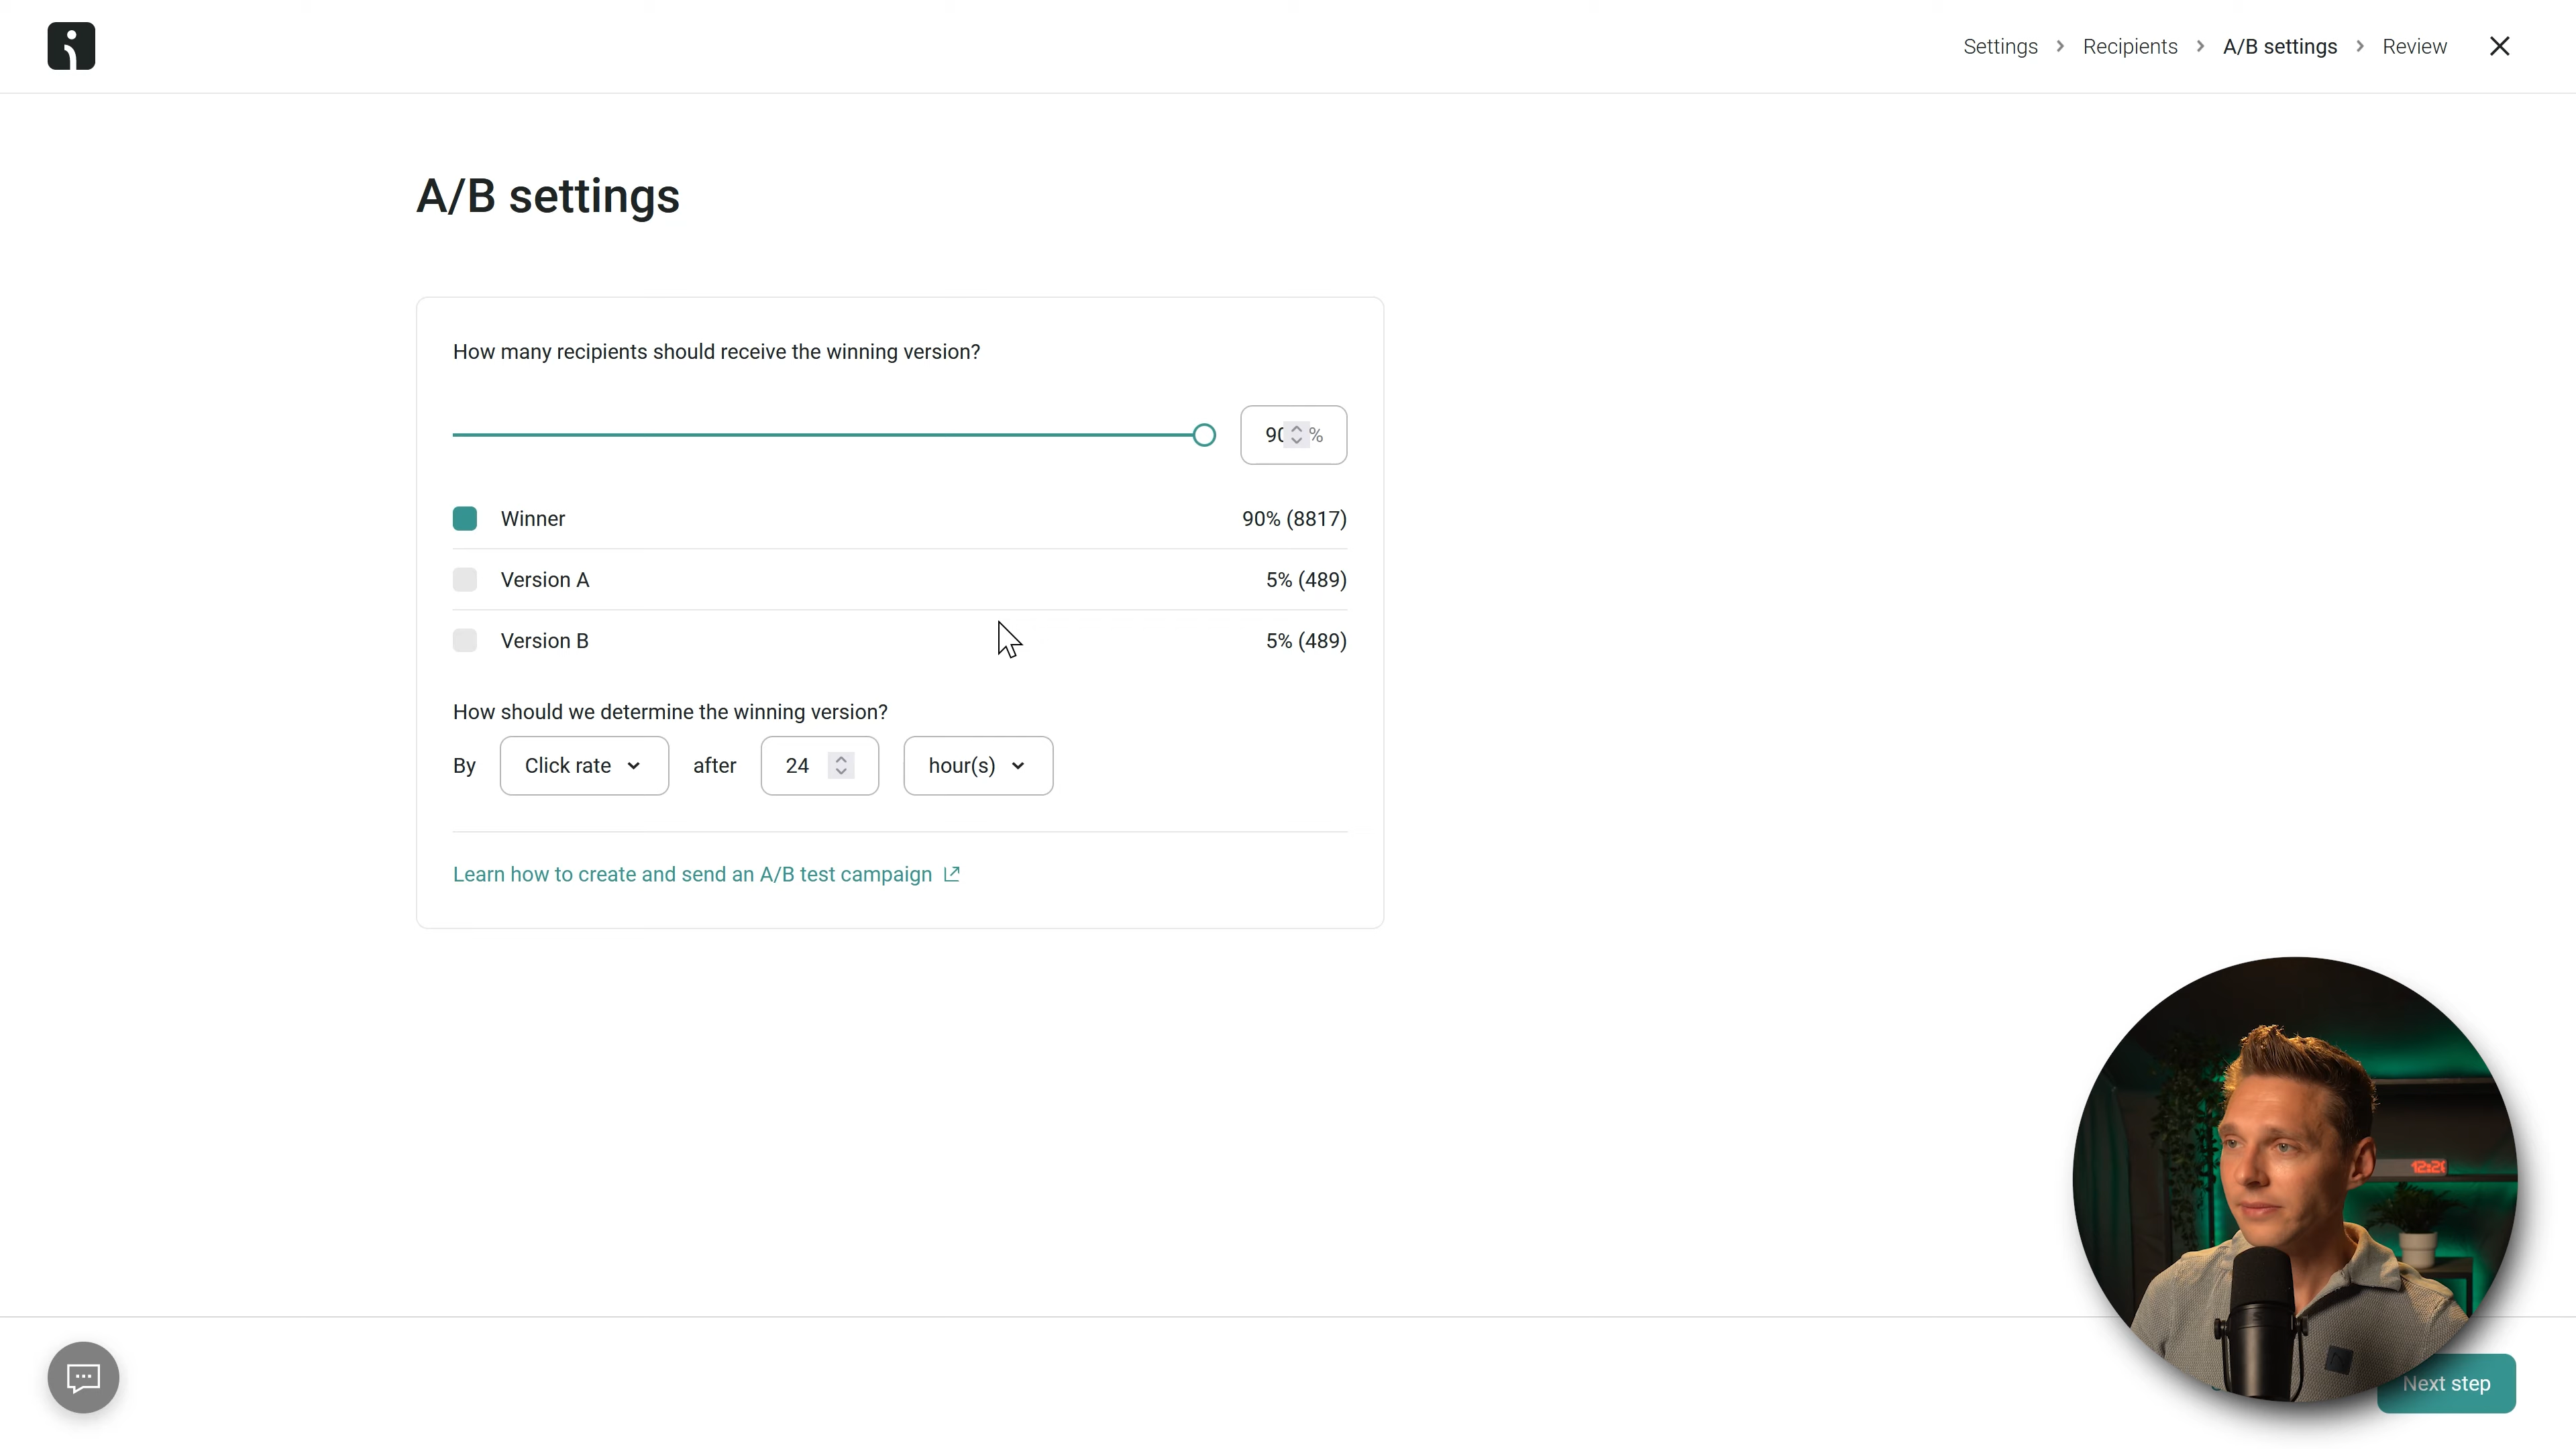 Settings > Recipients > A/B settings > Review
A/B settings
How many recipients should receive the winning version?
90 %
Winner 90% (8817)
Version A 5% (489)
Version B 5% (489)
How should we determine the winning version?
By Click rate after 24 hour(s)
Learn how to create and send an A/B test campaign
Next step